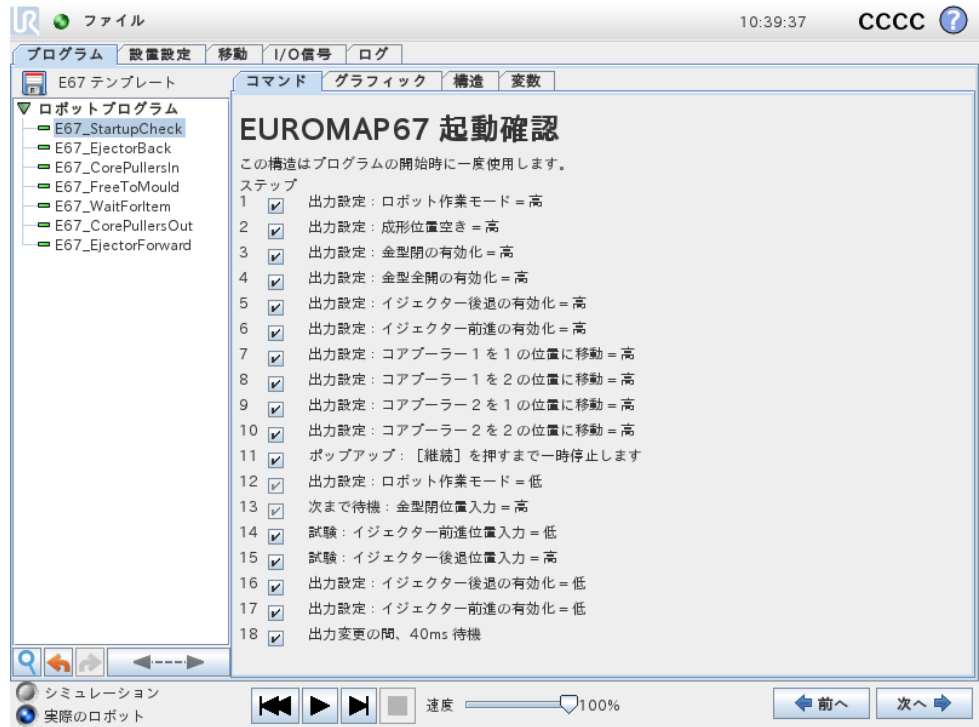 UR ファイル 10:39:37 CCCC ?
プログラム 設置設定 移動 I/O信号 ログ
E67 テンプレート
コマンド グラフィック 構造 変数
ロボットプログラム
E67_StartupCheck
E67_EjectorBack
E67_CorePullersIn
E67_FreeToMould
E67_WaitForItem
E67_CorePullersOut
E67_EjectorForward
EUROMAP67 起動確認
この構造はプログラムの開始時に一度使用します。
ステップ
1 出力設定：ロボット作業モード = 高
2 出力設定：成形位置空き = 高
3 出力設定：金型閉の有効化 = 高
4 出力設定：金型全開の有効化 = 高
5 出力設定：イジェクター後退の有効化 = 高
6 出力設定：イジェクター前進の有効化 = 高
7 出力設定：コアプーラー 1 を 1 の位置に移動 = 高
8 出力設定：コアプーラー 1 を 2 の位置に移動 = 高
9 出力設定：コアプーラー 2 を 1 の位置に移動 = 高
10 出力設定：コアプーラー 2 を 2 の位置に移動 = 高
11 ポップアップ：［継続］を押すまで一時停止します
12 出力設定：ロボット作業モード = 低
13 次まで待機：金型閉位置入力 = 高
14 試験：イジェクター前進位置入力 = 低
15 試験：イジェクター後退位置入力 = 高
16 出力設定：イジェクター後退の有効化 = 低
17 出力設定：イジェクター前進の有効化 = 低
18 出力変更の間、40ms 待機
シミュレーション
実際のロボット
速度 100%
前へ 次へ